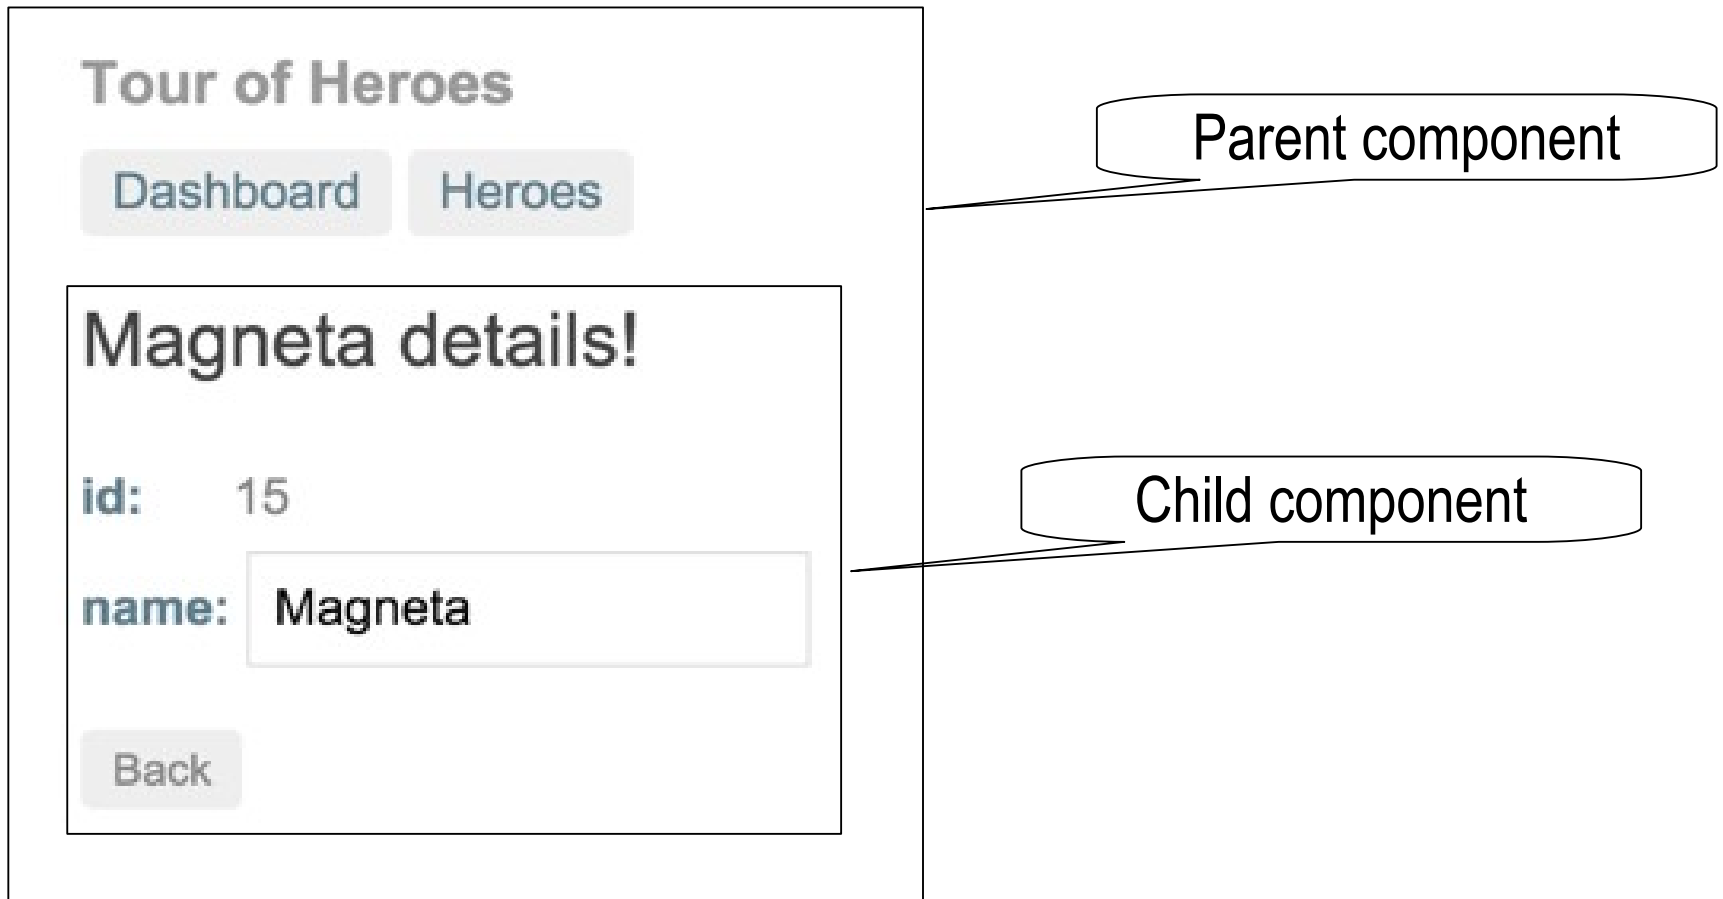 Tour of Heroes
Parent component
Dashboard Heroes
Magneta details!
id: 15
Child component
name: Magneta
Back